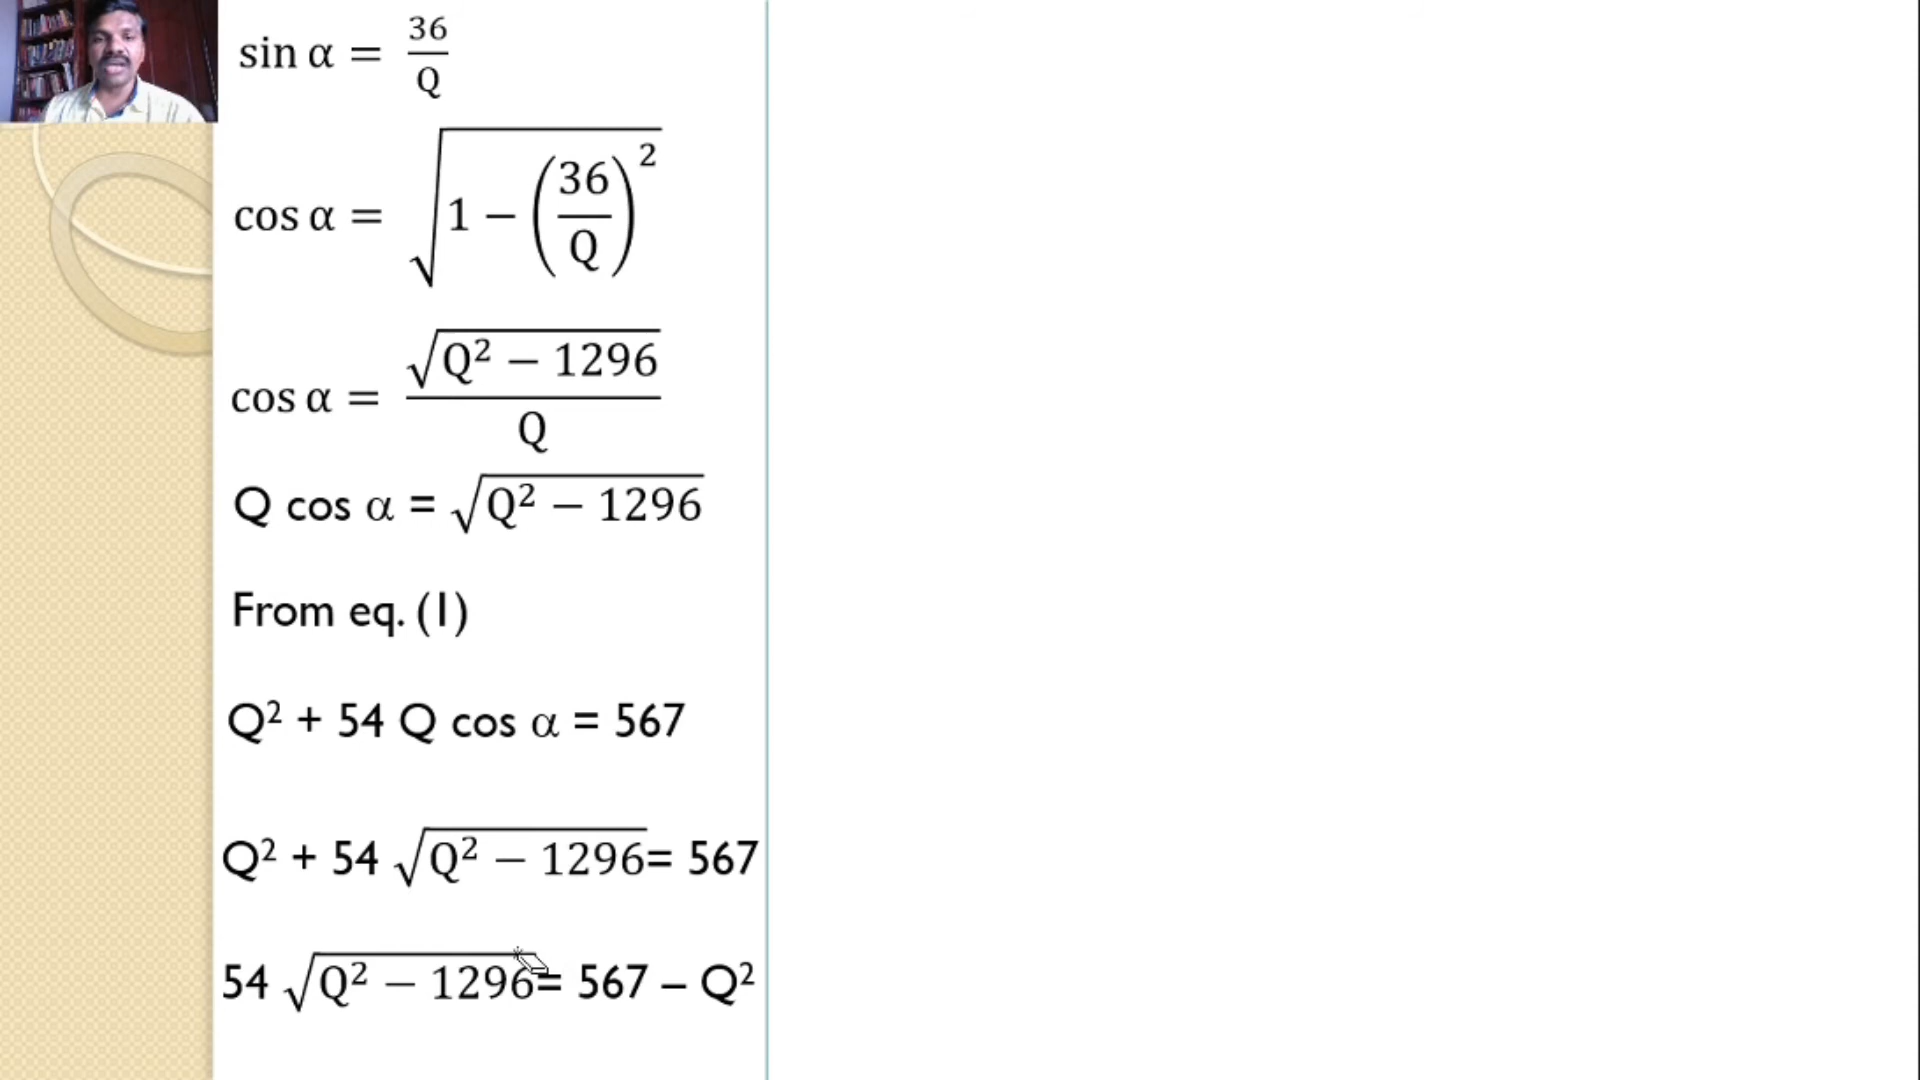 sin α = 36/Q
cos α = √(1 − (36/Q)²)
cos α = √(Q² − 1296)/Q
Q cos α = √(Q² − 1296)
From eq. (1)
Q² + 54 Q cos α = 567
Q² + 54 √(Q² − 1296) = 567
54 √(Q² − 1296) = 567 – Q²